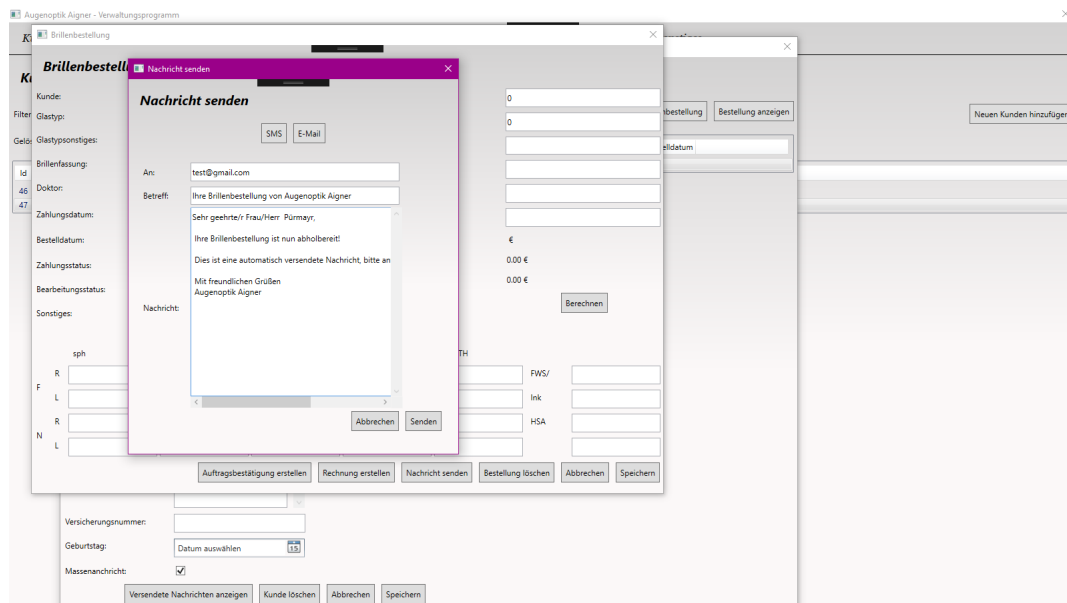 Augenoptik Aigner - Verwaltungsprogramm
Brillenbestellung
Nachricht senden
Nachricht senden
SMS
E-Mail
An:
test@gmail.com
Betreff:
Ihre Brillenbestellung von Augenoptik Aigner
Nachricht:
Sehr geehrte/r Frau/Herr  Pürmayr,
Ihre Brillenbestellung ist nun abholbereit!
Dies ist eine automatisch versendete Nachricht, bitte an
Mit freundlichen Grüßen
Augenoptik Aigner
Abbrechen
Senden
Brillenbestell
Kunde:
Glastyp:
Glastypsonstiges:
Brillenfassung:
Doktor:
Zahlungsdatum:
Bestelldatum:
Zahlungsstatus:
Bearbeitungsstatus:
Sonstiges:
0
0
€
0.00 €
0.00 €
Berechnen
sph
TH
F
R
L
N
R
L
FWS/
Ink
HSA
Auftragsbestätigung erstellen
Rechnung erstellen
Nachricht senden
Bestellung löschen
Abbrechen
Speichern
bestellung
Bestellung anzeigen
elldatum
Neuen Kunden hinzufüger
Filter
Gelös
Id
46
47
Versicherungsnummer:
Geburtstag:
Datum auswählen
15
Massenanchricht:
Versendete Nachrichten anzeigen
Kunde löschen
Abbrechen
Speichern